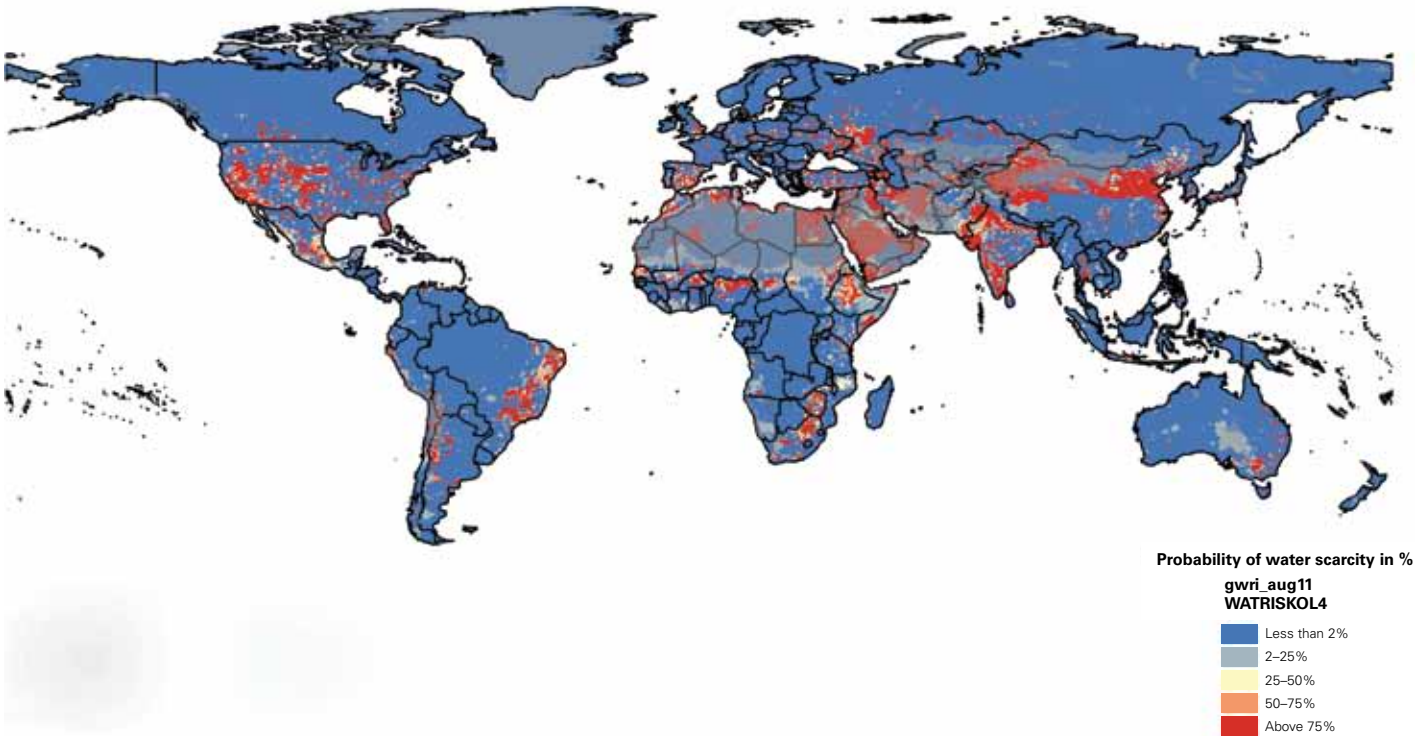 Probability of water scarcity in %
gwri_aug11
WATRISKOL4
Less than 2%
2–25%
25–50%
50–75%
Above 75%